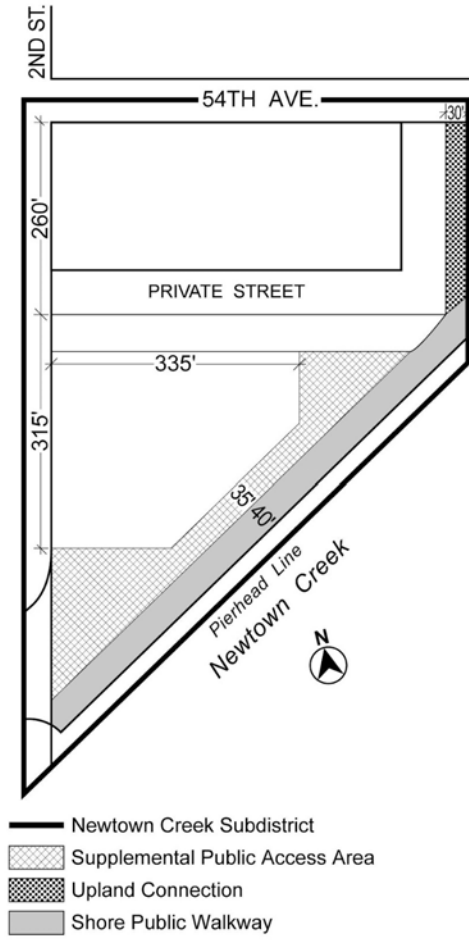 2ND ST.
54TH AVE.
30'
260'
PRIVATE STREET
335'
315'
35' 40'
Pierhead Line
Newtown Creek
N
Newtown Creek Subdistrict
Supplemental Public Access Area
Upland Connection
Shore Public Walkway